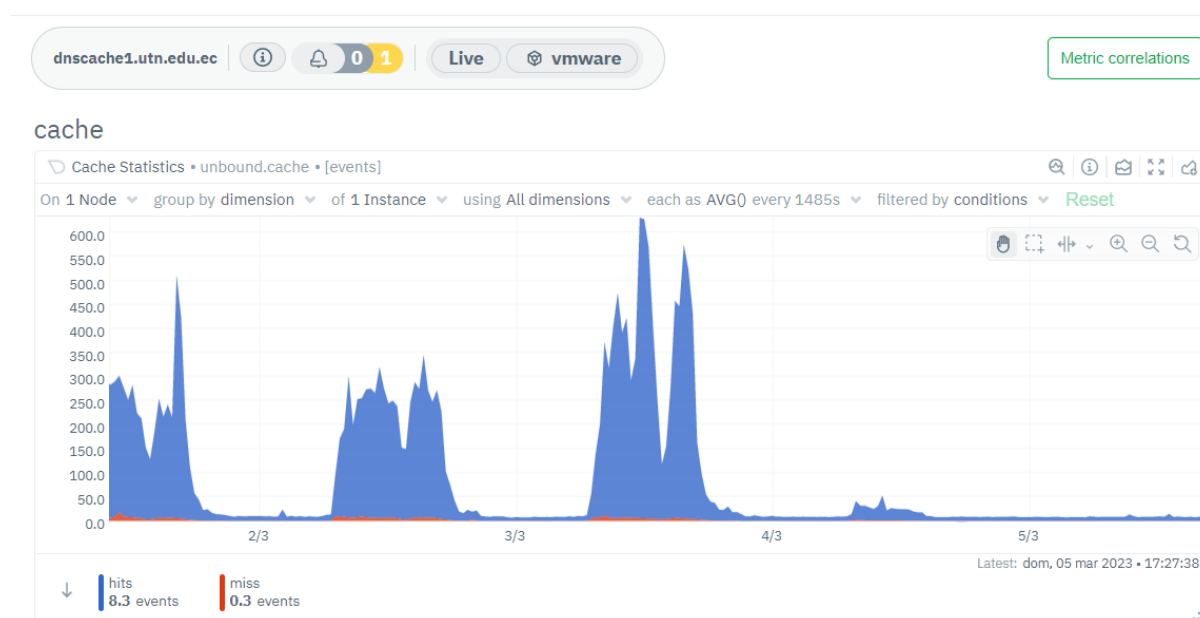 dnscache1.utn.edu.ec 0 1 Live vmware Metric correlations
cache
Cache Statistics • unbound.cache • [events]
On 1 Node group by dimension of 1 Instance using All dimensions each as AVG() every 1485s filtered by conditions Reset
600.0
550.0
500.0
450.0
400.0
350.0
300.0
250.0
200.0
150.0
100.0
50.0
0.0
2/3 3/3 4/3 5/3
Latest: dom, 05 mar 2023 • 17:27:38
hits miss
8.3 events 0.3 events